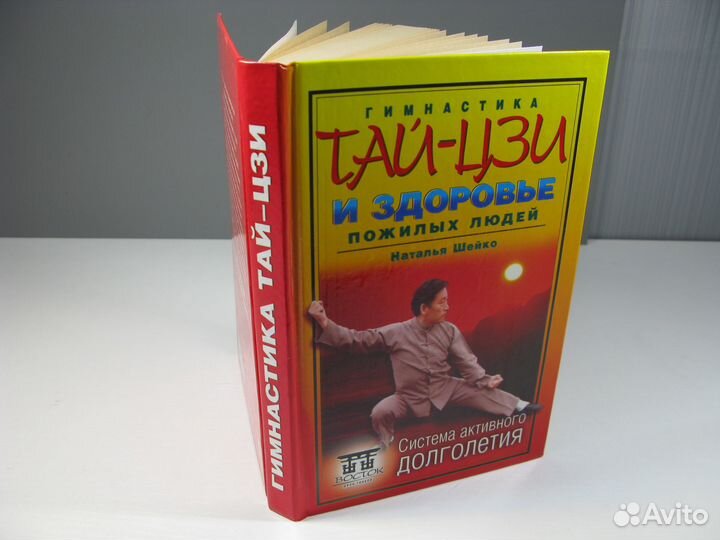 ГИМНАСТИКА ТАЙ-ЦЗИ
ГИМНАСТИКА
ТАЙ-ЦЗИ
И ЗДОРОВЬЕ
ПОЖИЛЫХ ЛЮДЕЙ
Наталья Шейко
Система активного
ДОЛГОЛЕТИЯ
ВОСТОК
Avito